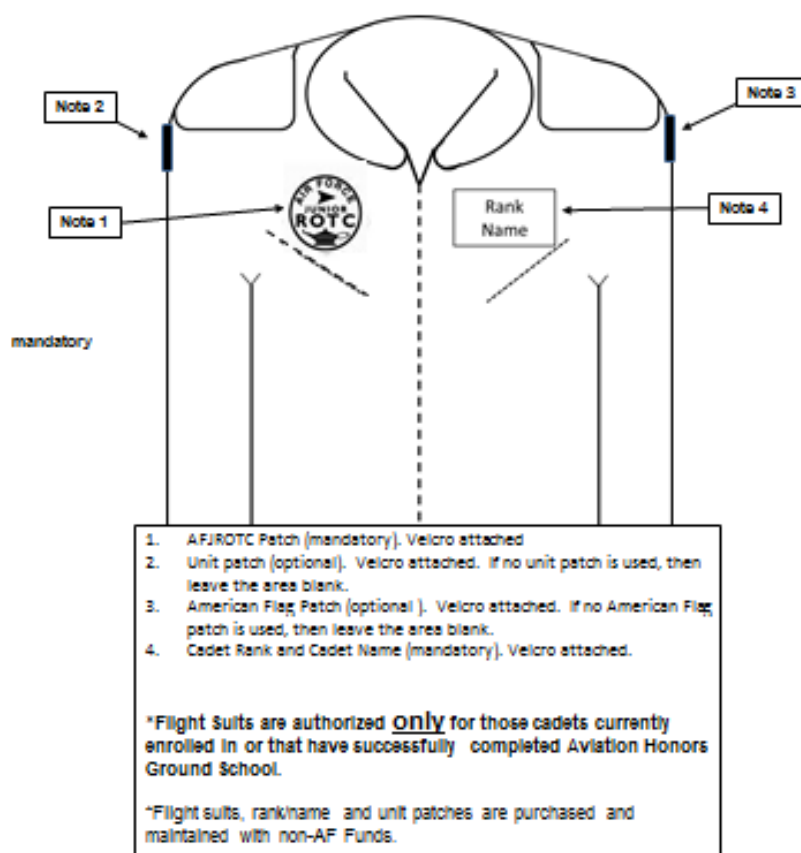 Note 2
Note 3
AIR FORCE
JUNIOR
ROTC
Rank
Name
Note 1
Note 4
mandatory
1. AFJROTC Patch (mandatory). Velcro attached
2. Unit patch (optional). Velcro attached. If no unit patch is used, then
leave the area blank.
3. American Flag Patch (optional ). Velcro attached. If no American Flag
patch is used, then leave the area blank.
4. Cadet Rank and Cadet Name (mandatory). Velcro attached.
*Flight Suits are authorized only for those cadets currently
enrolled in or that have successfully completed Aviation Honors
Ground School.
*Flight suits, rank/name and unit patches are purchased and
maintained with non-AF Funds.